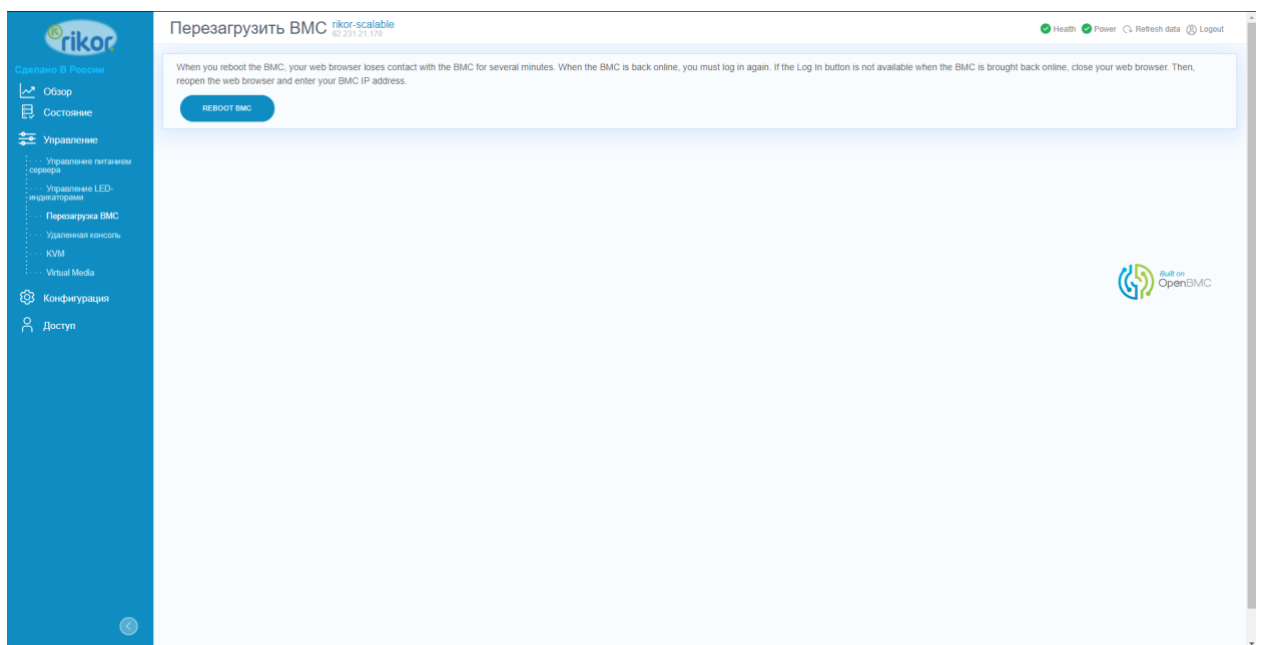 rikor
Сделано В России
Обзор
Состояние
Управление
Управление питанием
сервера
Управление LED-
индикаторами
Перезагрузка BMC
Удаленная консоль
KVM
Virtual Media
Конфигурация
Доступ
Перезагрузить BMC rikor-scalable
62.231.21.170
Health Power Refresh data Logout
When you reboot the BMC, your web browser loses contact with the BMC for several minutes. When the BMC is back online, you must log in again. If the Log In button is not available when the BMC is brought back online, close your web browser. Then,
reopen the web browser and enter your BMC IP address.
REBOOT BMC
Built on
OpenBMC